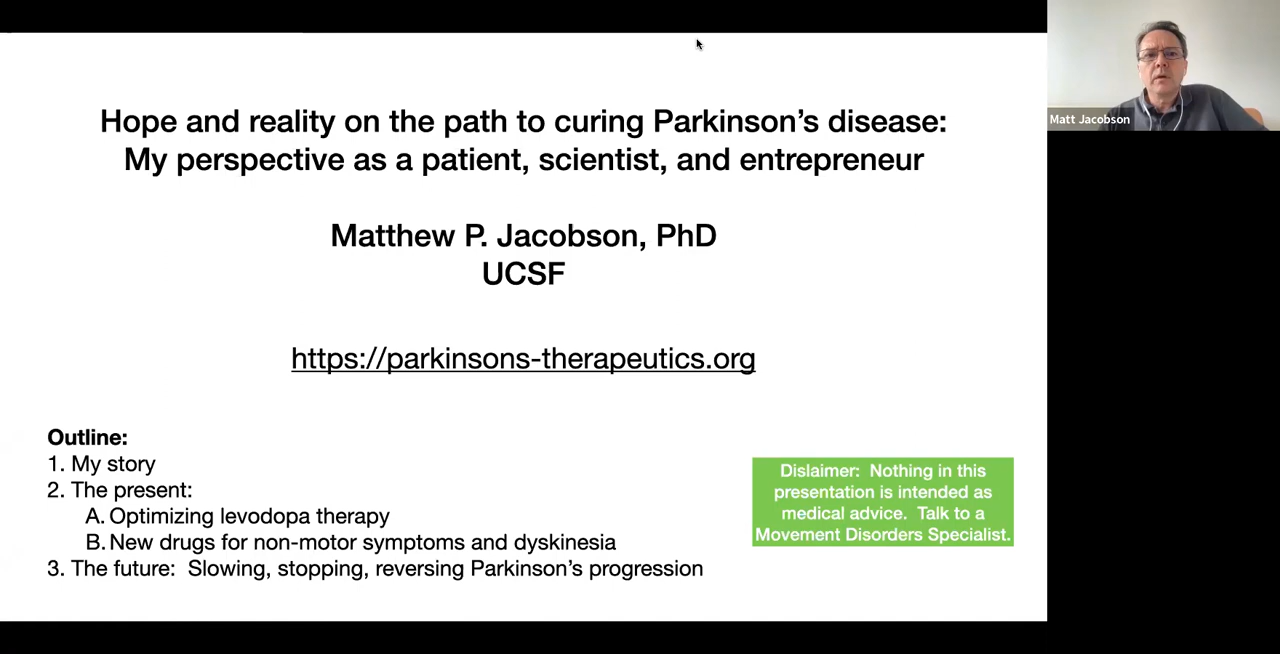 Hope and reality on the path to curing Parkinson's disease:
My perspective as a patient, scientist, and entrepreneur
Matthew P. Jacobson, PhD
UCSF
https://parkinsons-therapeutics.org
Outline:
1. My story
2. The present:
A. Optimizing levodopa therapy
B. New drugs for non-motor symptoms and dyskinesia
3. The future:  Slowing, stopping, reversing Parkinson's progression
Dislaimer:  Nothing in this
presentation is intended as
medical advice.  Talk to a
Movement Disorders Specialist.
Matt Jacobson